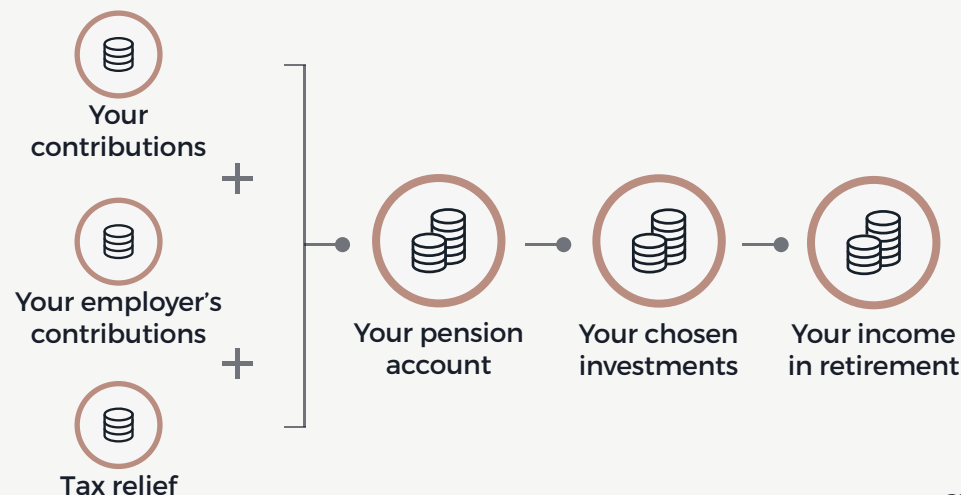 Your
contributions
+
Your employer’s
contributions
+
Tax relief
Your pension
account
Your chosen
investments
Your income
in retirement